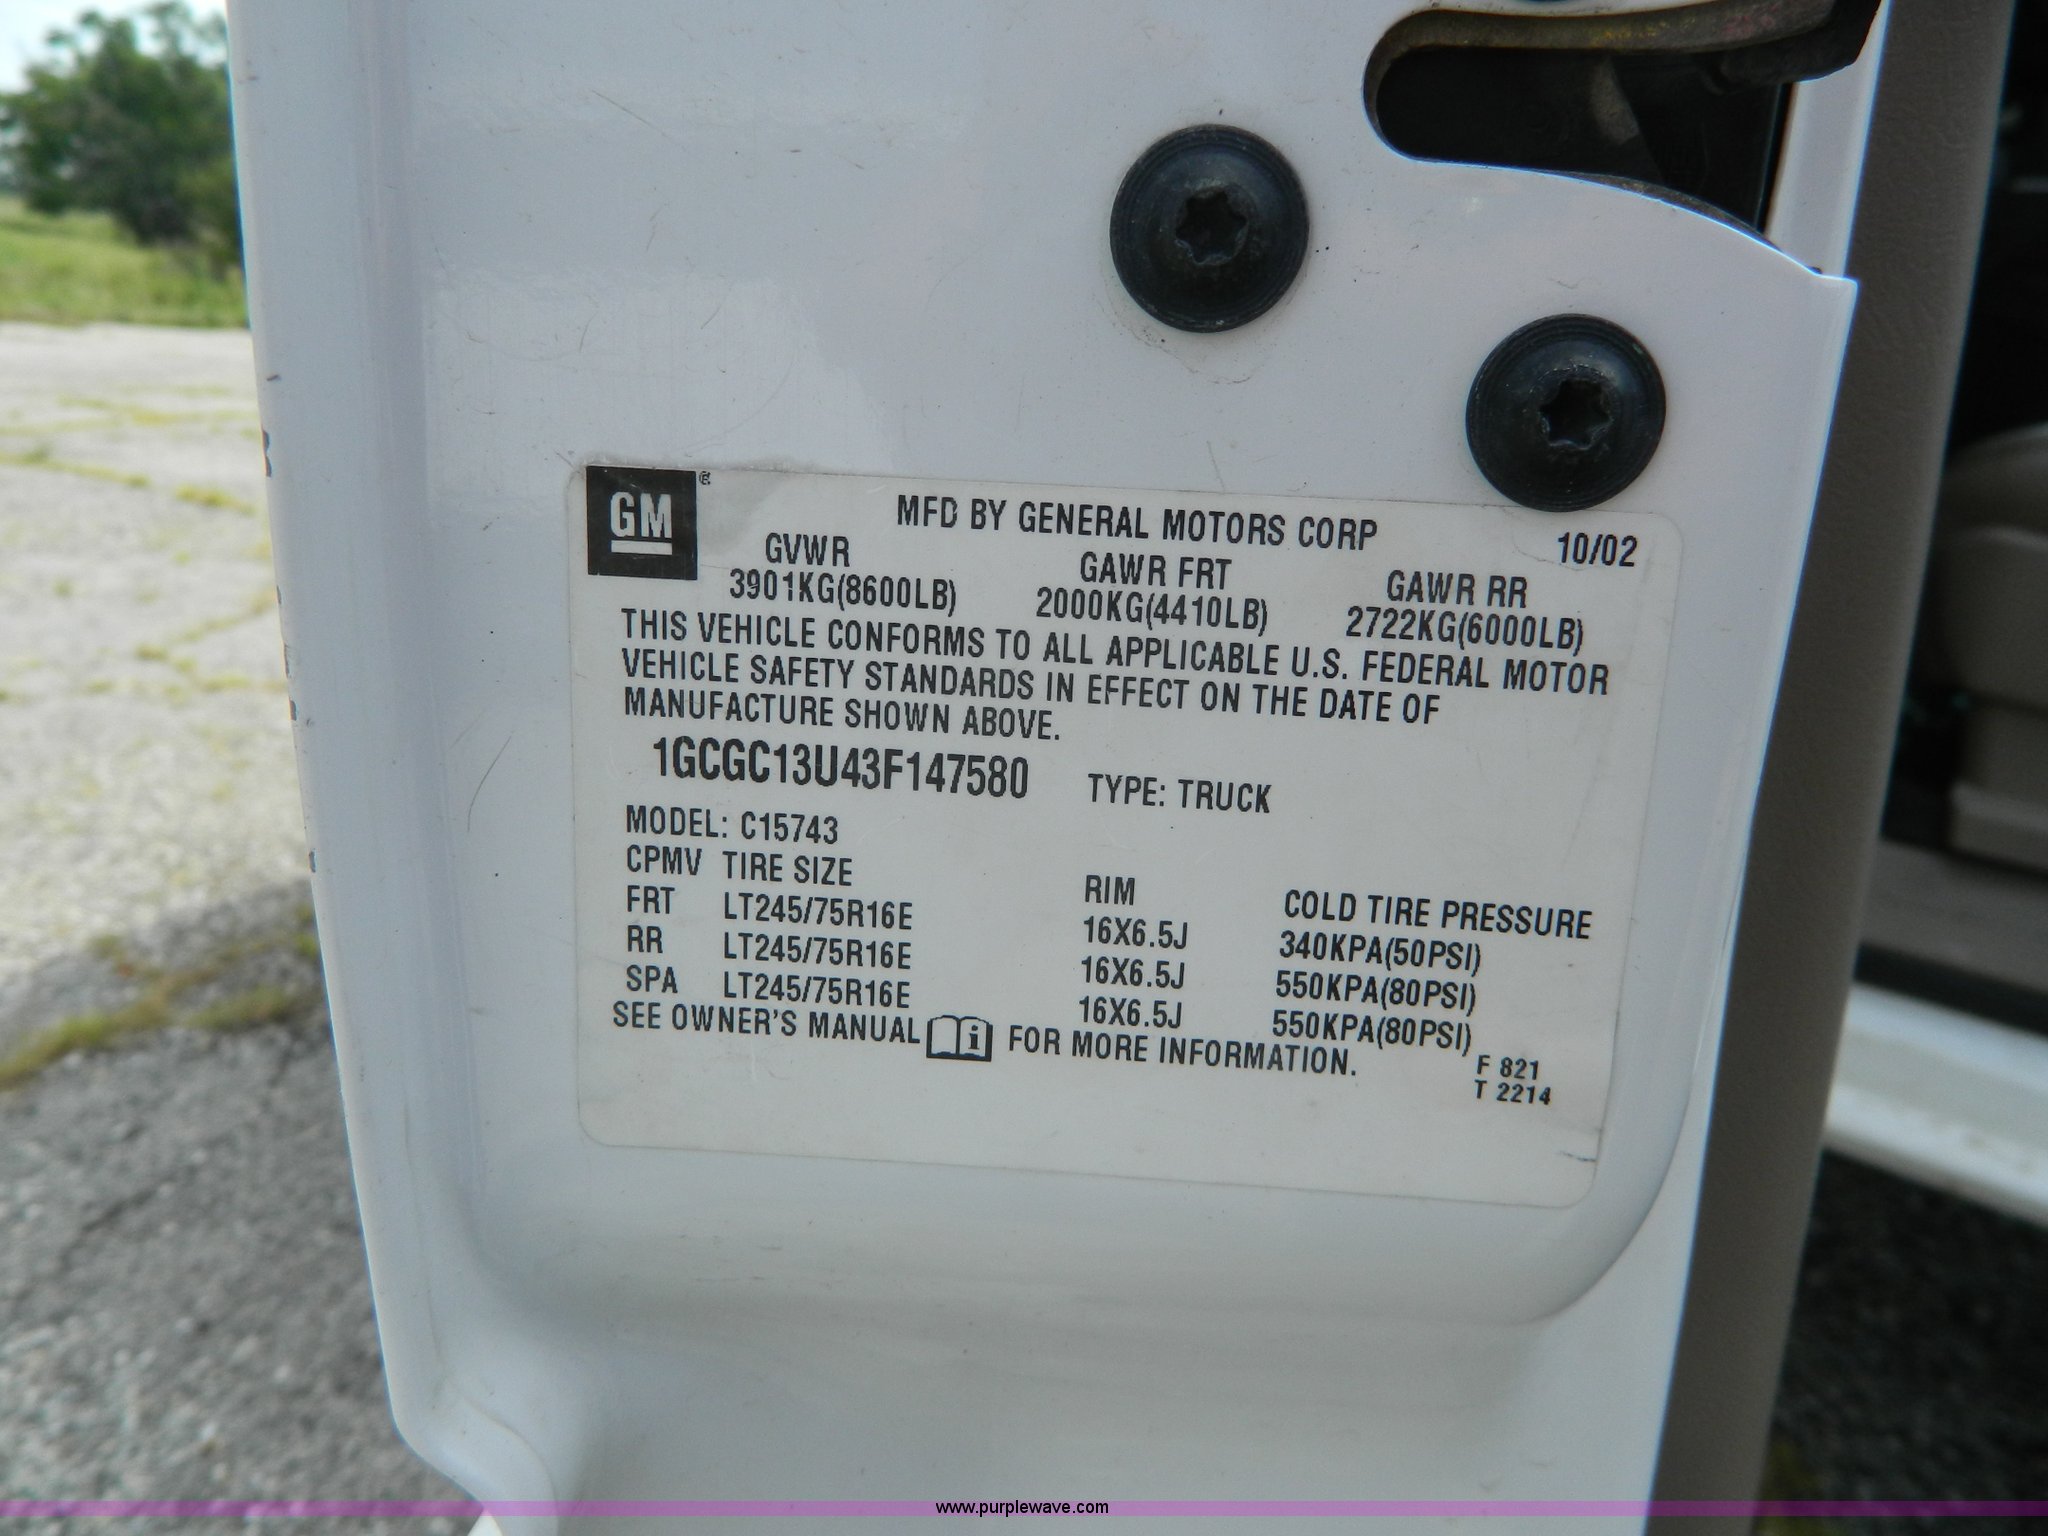 GM
MFD BY GENERAL MOTORS CORP 10/02
GVWR GAWR FRT GAWR RR
3901KG(8600LB) 2000KG(4410LB) 2722KG(6000LB)
THIS VEHICLE CONFORMS TO ALL APPLICABLE U.S. FEDERAL MOTOR
VEHICLE SAFETY STANDARDS IN EFFECT ON THE DATE OF
MANUFACTURE SHOWN ABOVE.
1GCGC13U43F147580 TYPE: TRUCK
MODEL: C15743
CPMV TIRE SIZE RIM COLD TIRE PRESSURE
FRT LT245/75R16E 16X6.5J 340KPA(50PSI)
RR LT245/75R16E 16X6.5J 550KPA(80PSI)
SPA LT245/75R16E 16X6.5J 550KPA(80PSI)
SEE OWNER'S MANUAL i FOR MORE INFORMATION.
F 821
T 2214
www.purplewave.com